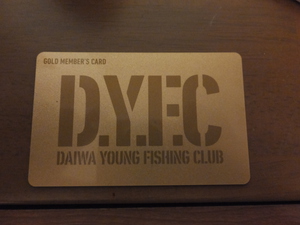 GOLD MEMBER'S CARD
D.Y.F.C
DAIWA YOUNG FISHING CLUB